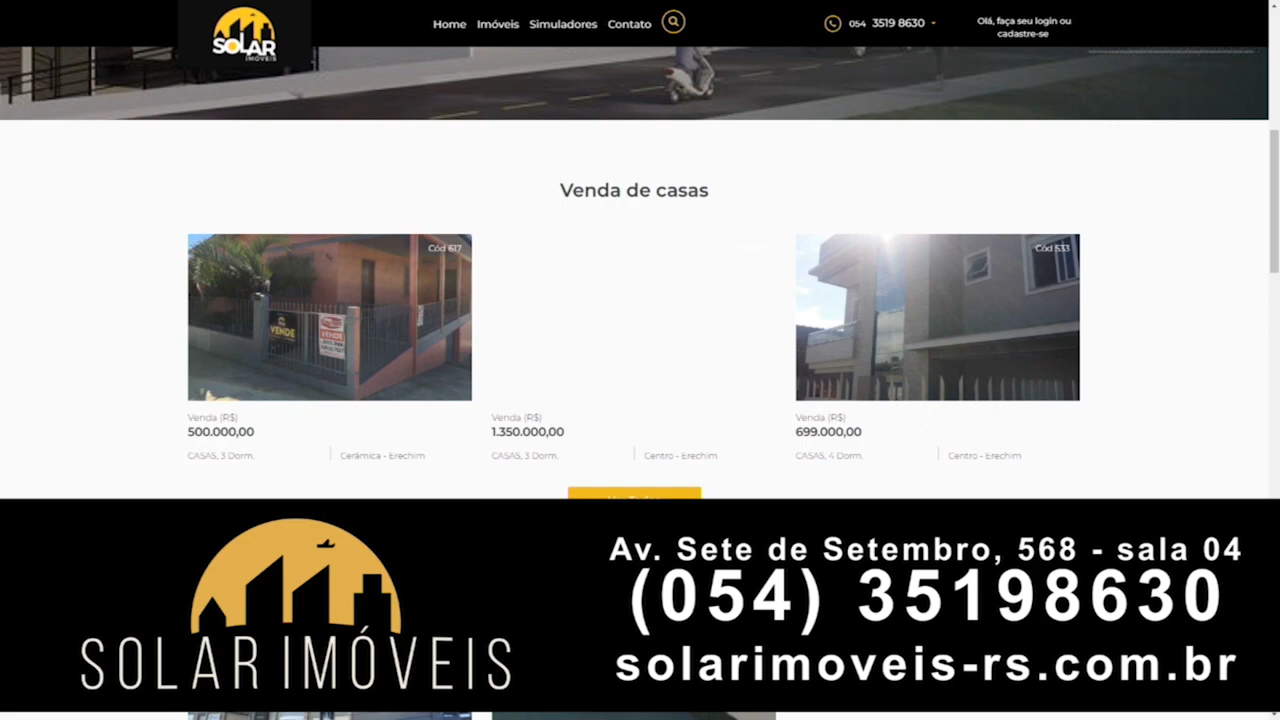 SOLAR
IMÓVEIS
Home Imóveis Simuladores Contato
054 3519 8630
Olá, faça seu login ou
cadastre-se
Venda de casas
Cód 617
Cód 533
VENDE
VENDE
Venda (R$)
500.000,00
CASAS, 3 Dorm.
Cerâmica - Erechim
Venda (R$)
1.350.000,00
CASAS, 3 Dorm.
Centro - Erechim
Venda (R$)
699.000,00
CASAS, 4 Dorm.
Centro - Erechim
SOLAR IMÓVEIS
Av. Sete de Setembro, 568 - sala 04
(054) 35198630
solarimoveis-rs.com.br